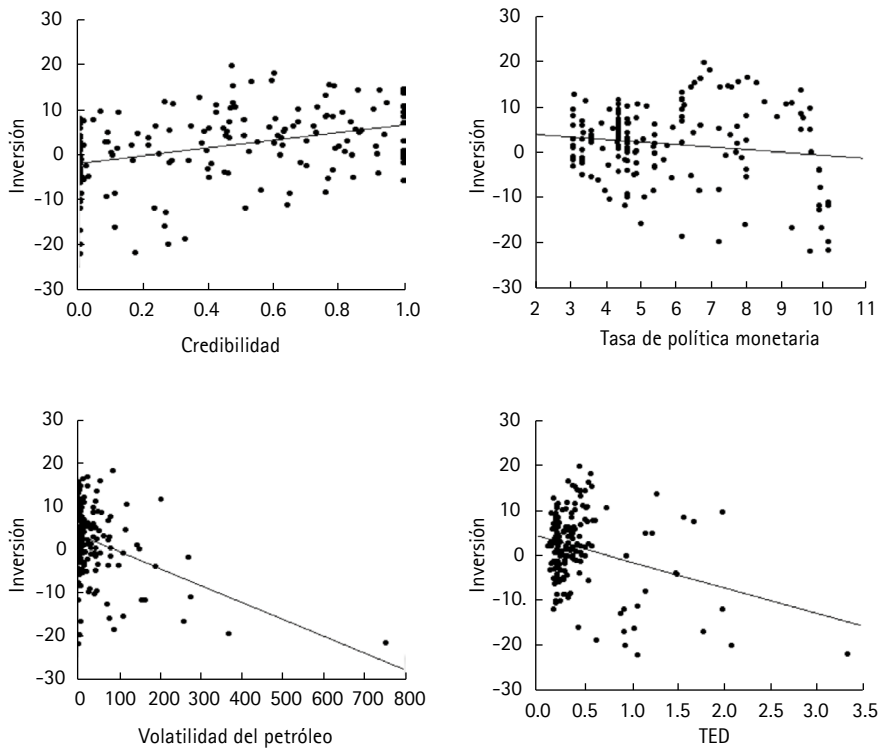 30
20
10
0
-10
-20
-30
Inversión
0.0 0.2 0.4 0.6 0.8 1.0
Credibilidad
30
20
10
0
-10
-20
-30
Inversión
2 3 4 5 6 7 8 9 10 11
Tasa de política monetaria
30
20
10
0
-10
-20
-30
Inversión
0 100 200 300 400 500 600 700 800
Volatilidad del petróleo
30
20
10
0
-10
-20
-30
Inversión
0.0 0.5 1.0 1.5 2.0 2.5 3.0 3.5
TED